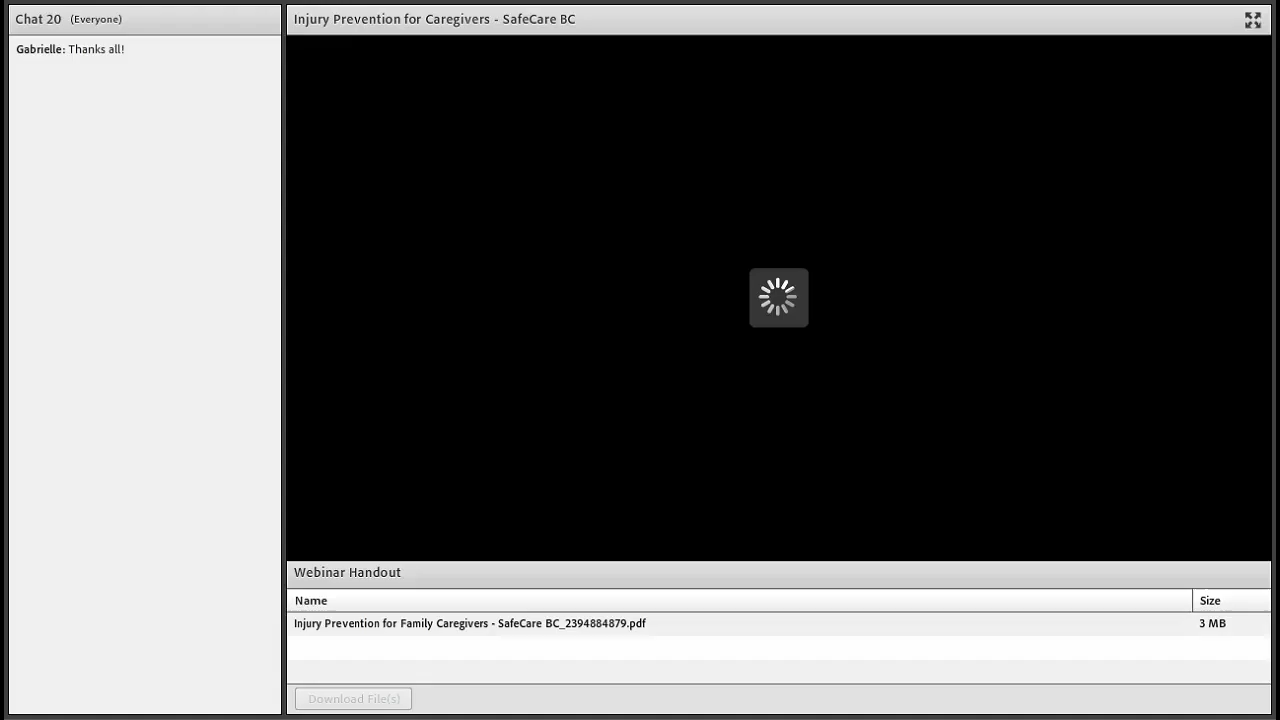 Chat 20 (Everyone)
Gabrielle: Thanks all!
Injury Prevention for Caregivers - SafeCare BC
Webinar Handout
Name Size
Injury Prevention for Family Caregivers - SafeCare BC_2394884879.pdf 3 MB
Download File(s)